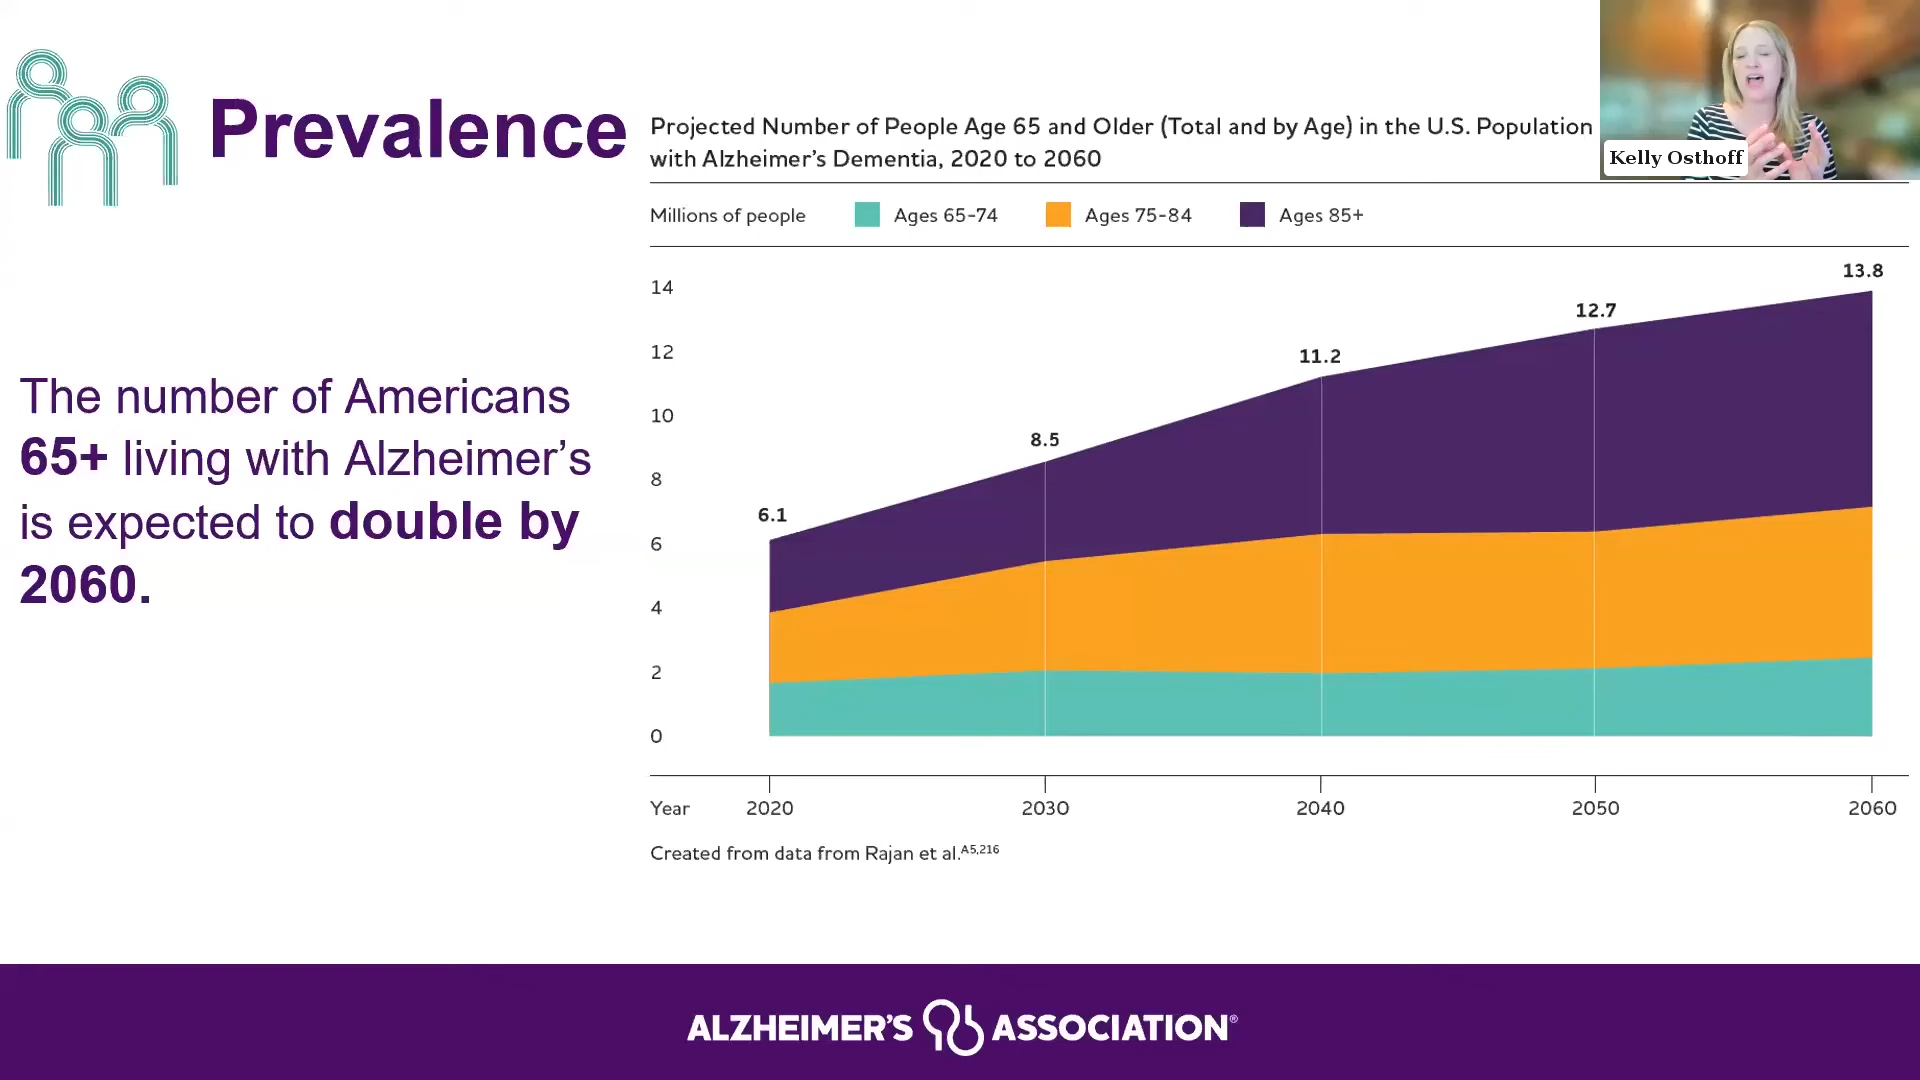 Prevalence
The number of Americans
65+ living with Alzheimer’s
is expected to double by
2060.
Projected Number of People Age 65 and Older (Total and by Age) in the U.S. Population
with Alzheimer’s Dementia, 2020 to 2060
Kelly Osthoff
Millions of people Ages 65-74 Ages 75-84 Ages 85+
13.8
14
12.7
12
11.2
10
8.5
8
6.1
6
4
2
0
Year 2020 2030 2040 2050 2060
Created from data from Rajan et al.A5,216
ALZHEIMER’S ASSOCIATION®